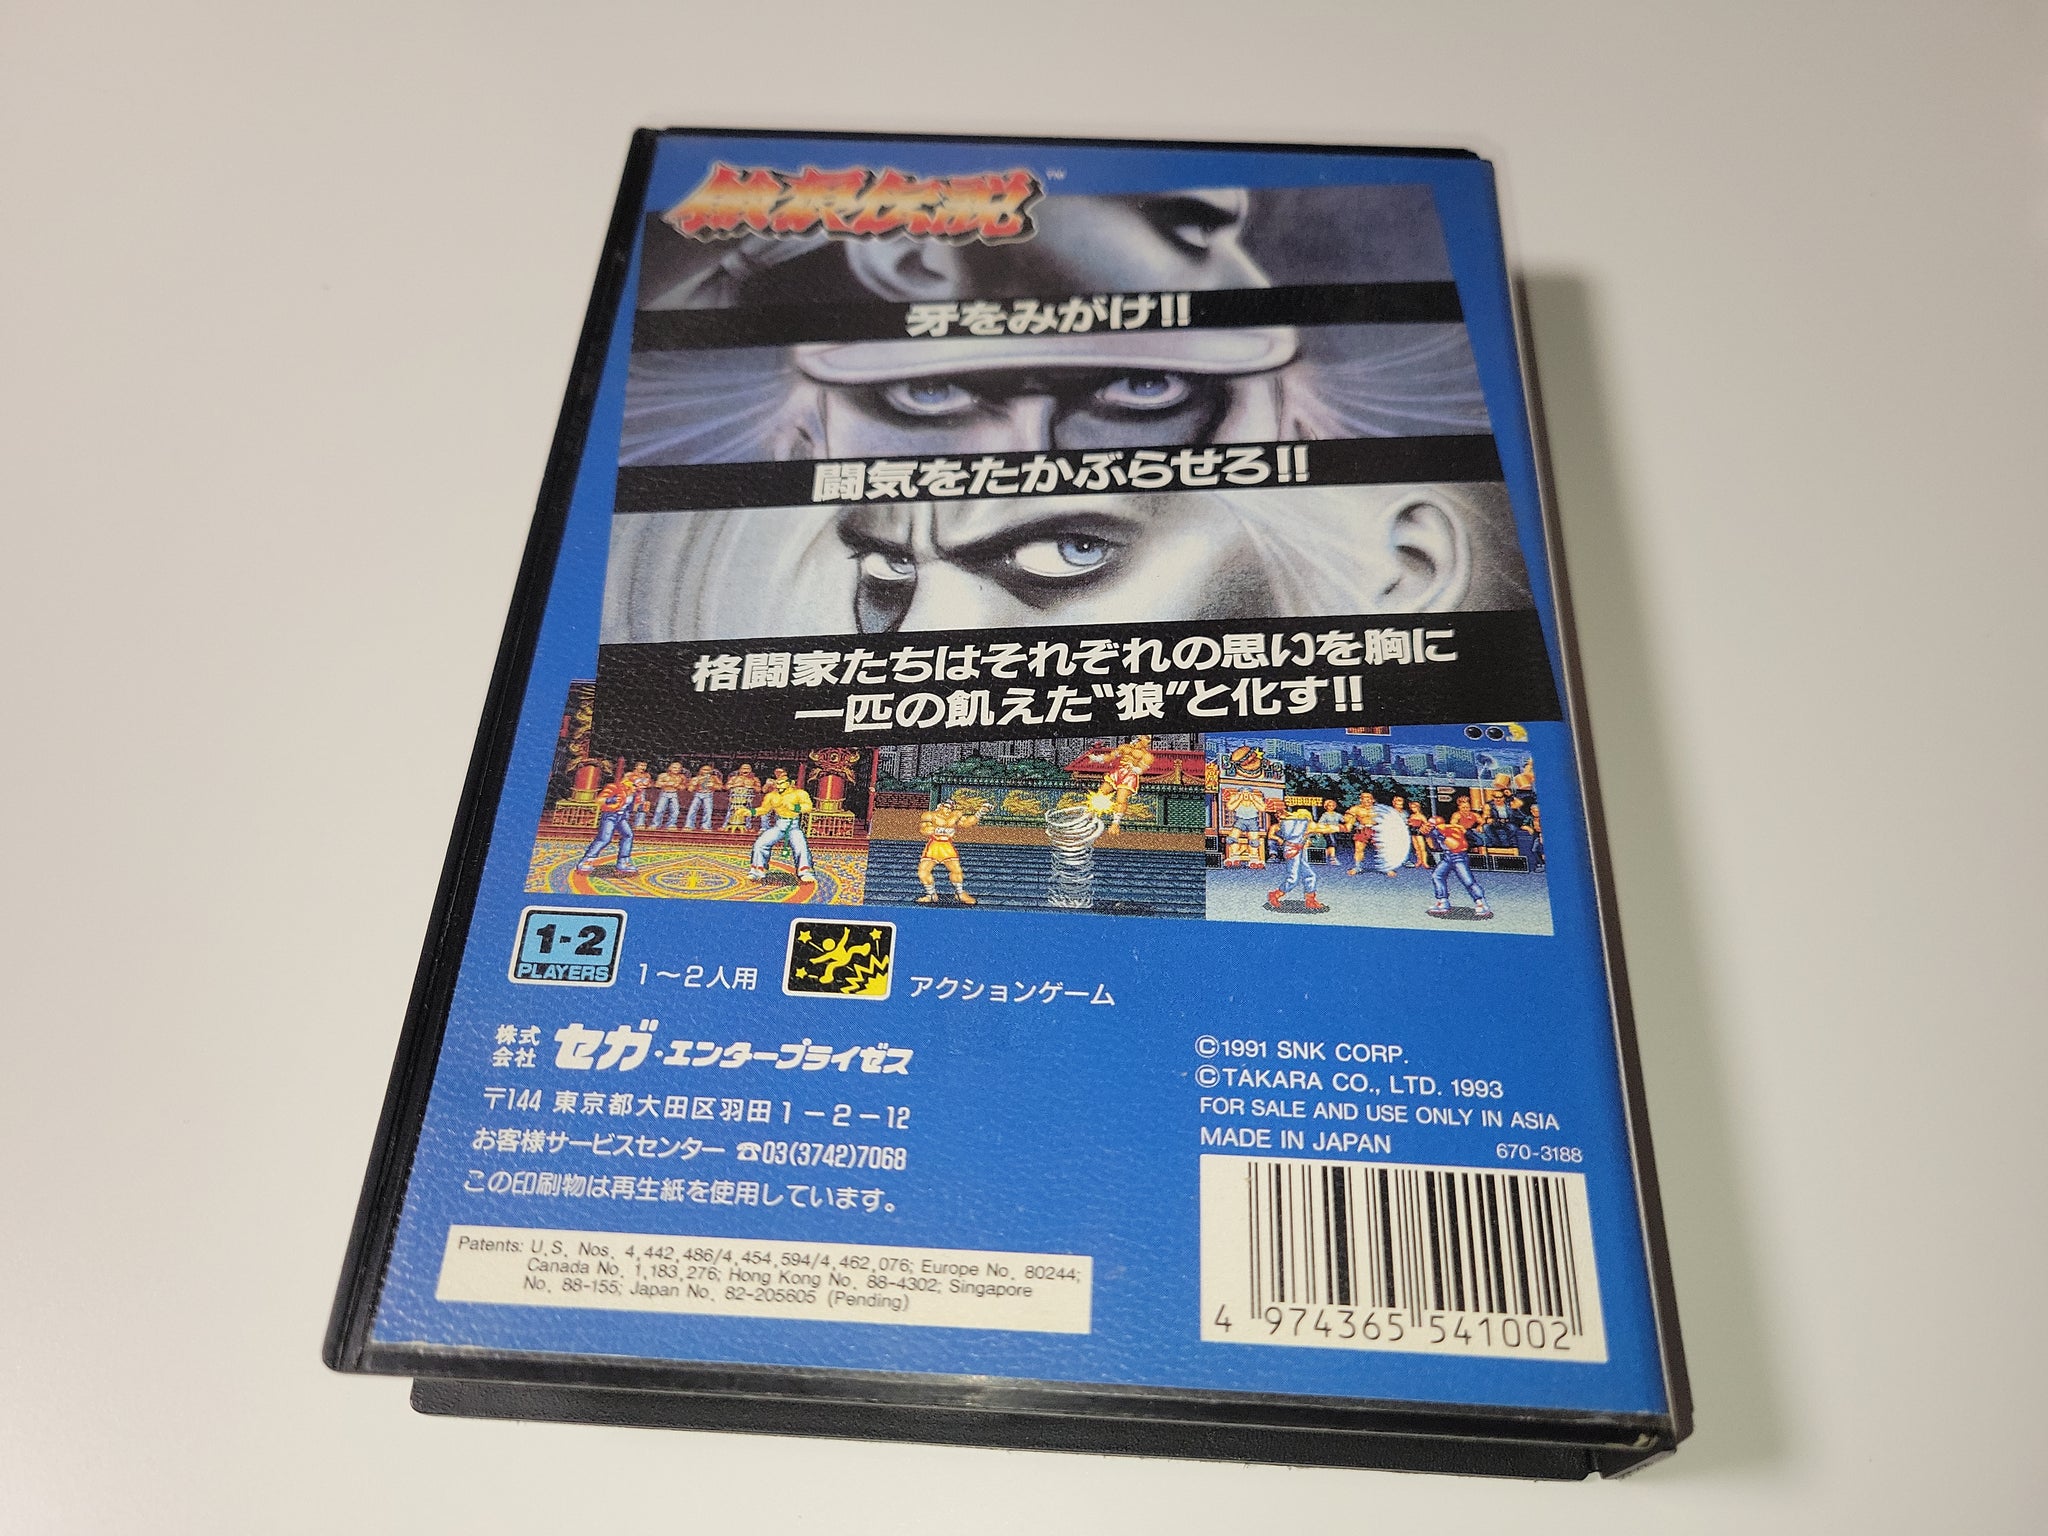 餓狼伝説™
牙をみがけ!!
闘気をたかぶらせろ!!
格闘家たちはそれぞれの思いを胸に
一匹の飢えた“狼”と化す!!
SUBWAY
1-2
PLAYERS
1〜2人用
アクションゲーム
株式
会社
セガ・エンタープライゼス
〒144 東京都大田区羽田1-2-12
お客様サービスセンター ☎03(3742)7068
この印刷物は再生紙を使用しています。
Patents: U.S. Nos. 4,442,486/4,454,594/4,462,076; Europe No. 80244;
Canada No. 1,183,276; Hong Kong No. 88-4302; Singapore
No. 88-155; Japan No. 82-205605 (Pending)
©1991 SNK CORP.
©TAKARA CO., LTD. 1993
FOR SALE AND USE ONLY IN ASIA
MADE IN JAPAN
670-3188
4 974365 541002